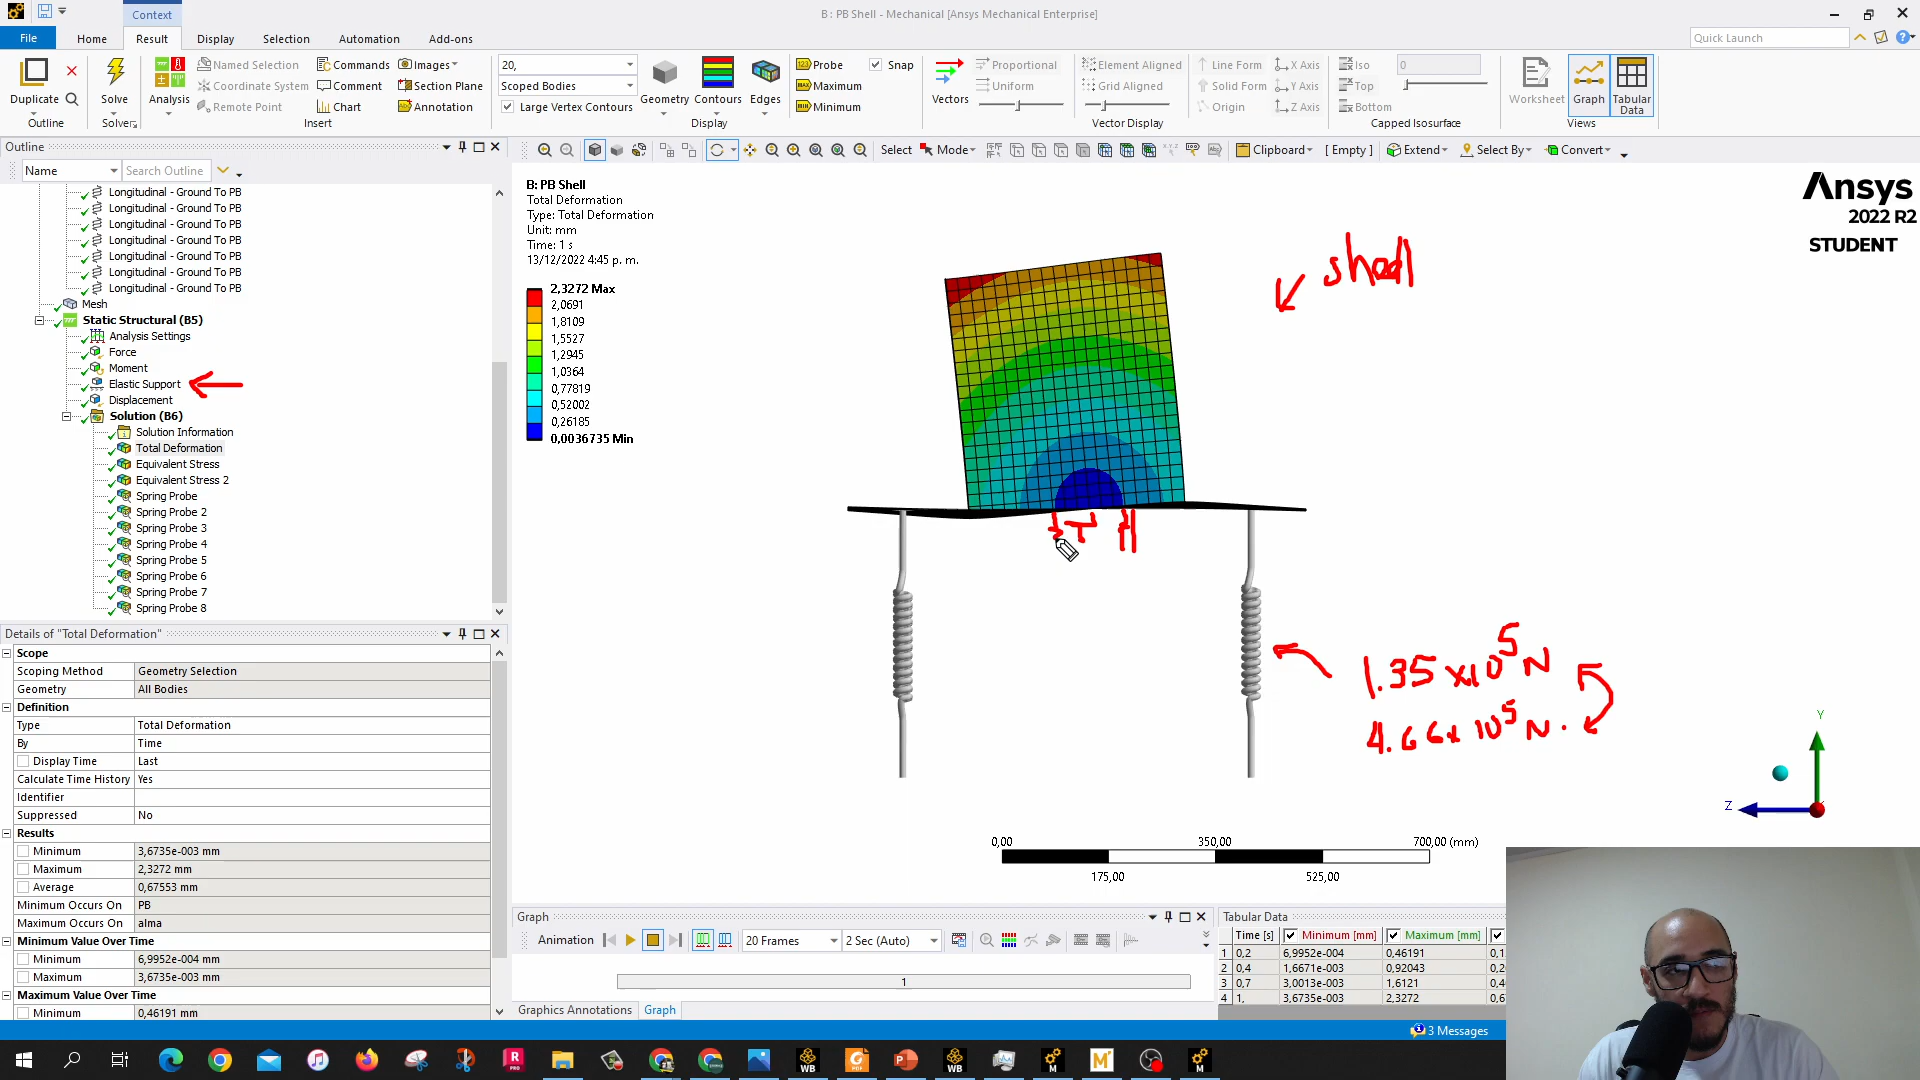 Context
B : PB Shell - Mechanical [Ansys Mechanical Enterprise]
File Home Result Display Selection Automation Add-ons
Quick Launch
Duplicate Solve Analysis
Named Selection Commands Images
Coordinate System Comment Section Plane
Remote Point Chart Annotation
20,
Scoped Bodies
Large Vertex Contours
Geometry Contours Edges
Probe Snap
Maximum
Minimum
Vectors
Proportional
Uniform
Element Aligned
Grid Aligned
Line Form X Axis
Solid Form Y Axis
Origin Z Axis
Iso 0
Top
Bottom
Worksheet Graph Tabular Data
Outline Solver Insert Display Vector Display Capped Isosurface Views
Outline
Name Search Outline
Select Mode Clipboard [ Empty ] Extend Select By Convert
Longitudinal - Ground To PB
Longitudinal - Ground To PB
Longitudinal - Ground To PB
Longitudinal - Ground To PB
Longitudinal - Ground To PB
Longitudinal - Ground To PB
Longitudinal - Ground To PB
Mesh
Static Structural (B5)
Analysis Settings
Force
Moment
Elastic Support
Displacement
Solution (B6)
Solution Information
Total Deformation
Equivalent Stress
Equivalent Stress 2
Spring Probe
Spring Probe 2
Spring Probe 3
Spring Probe 4
Spring Probe 5
Spring Probe 6
Spring Probe 7
Spring Probe 8
Details of "Total Deformation"
Scope
Scoping Method Geometry Selection
Geometry All Bodies
Definition
Type Total Deformation
By Time
Display Time Last
Calculate Time History Yes
Identifier
Suppressed No
Results
Minimum 3,6735e-003 mm
Maximum 2,3272 mm
Average 0,67553 mm
Minimum Occurs On PB
Maximum Occurs On alma
Minimum Value Over Time
Minimum 6,9952e-004 mm
Maximum 3,6735e-003 mm
Maximum Value Over Time
Minimum 0,46191 mm
B: PB Shell
Total Deformation
Type: Total Deformation
Unit: mm
Time: 1 s
13/12/2022 4:45 p. m.
2,3272 Max
2,0691
1,8109
1,5527
1,2945
1,0364
0,77819
0,52002
0,26185
0,0036735 Min
Ansys
2022 R2
STUDENT
shell
1.35 x10⁵ N
4.66x 10⁵ N.
Y
Z
0,00 350,00 700,00 (mm)
175,00 525,00
Graph
Animation 20 Frames 2 Sec (Auto)
1
Graphics Annotations Graph
Tabular Data
Time [s] Minimum [mm] Maximum [mm]
1 0,2 6,9952e-004 0,46191 0,1
2 0,4 1,6671e-003 0,92043 0,2
3 0,7 3,0013e-003 1,6121 0,4
4 1, 3,6735e-003 2,3272 0,6
3 Messages
R PRO WB WB M M M